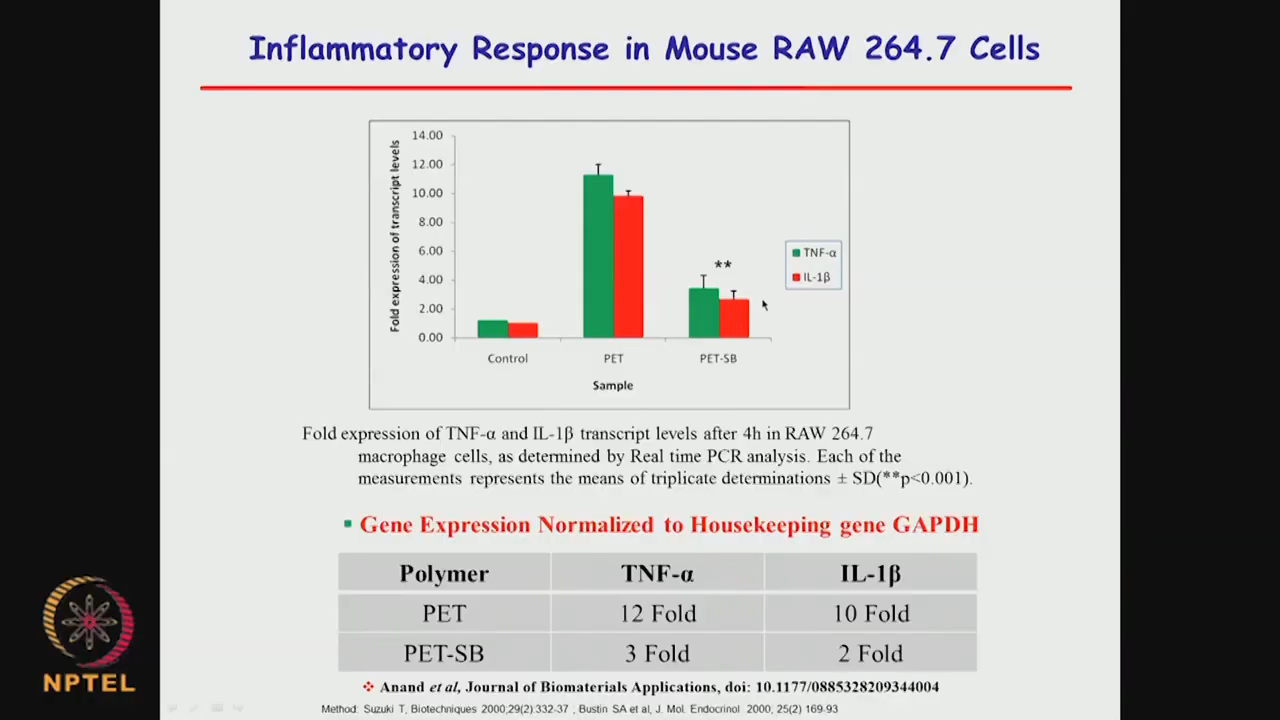 Inflammatory Response in Mouse RAW 264.7 Cells
14.00
12.00
10.00
8.00
6.00
4.00
2.00
0.00
Fold expression of transcript levels
**
TNF-α
IL-1β
Control PET PET-SB
Sample
Fold expression of TNF-α and IL-1β transcript levels after 4h in RAW 264.7
macrophage cells, as determined by Real time PCR analysis. Each of the
measurements represents the means of triplicate determinations ± SD(**p<0.001).
▪ Gene Expression Normalized to Housekeeping gene GAPDH
Polymer TNF-α IL-1β
PET 12 Fold 10 Fold
PET-SB 3 Fold 2 Fold
❖ Anand et al, Journal of Biomaterials Applications, doi: 10.1177/0885328209344004
Method: Suzuki T, Biotechniques 2000;29(2) 332-37 ; Bustin SA et al, J. Mol. Endocrinol 2000, 25(2) 169-93
NPTEL